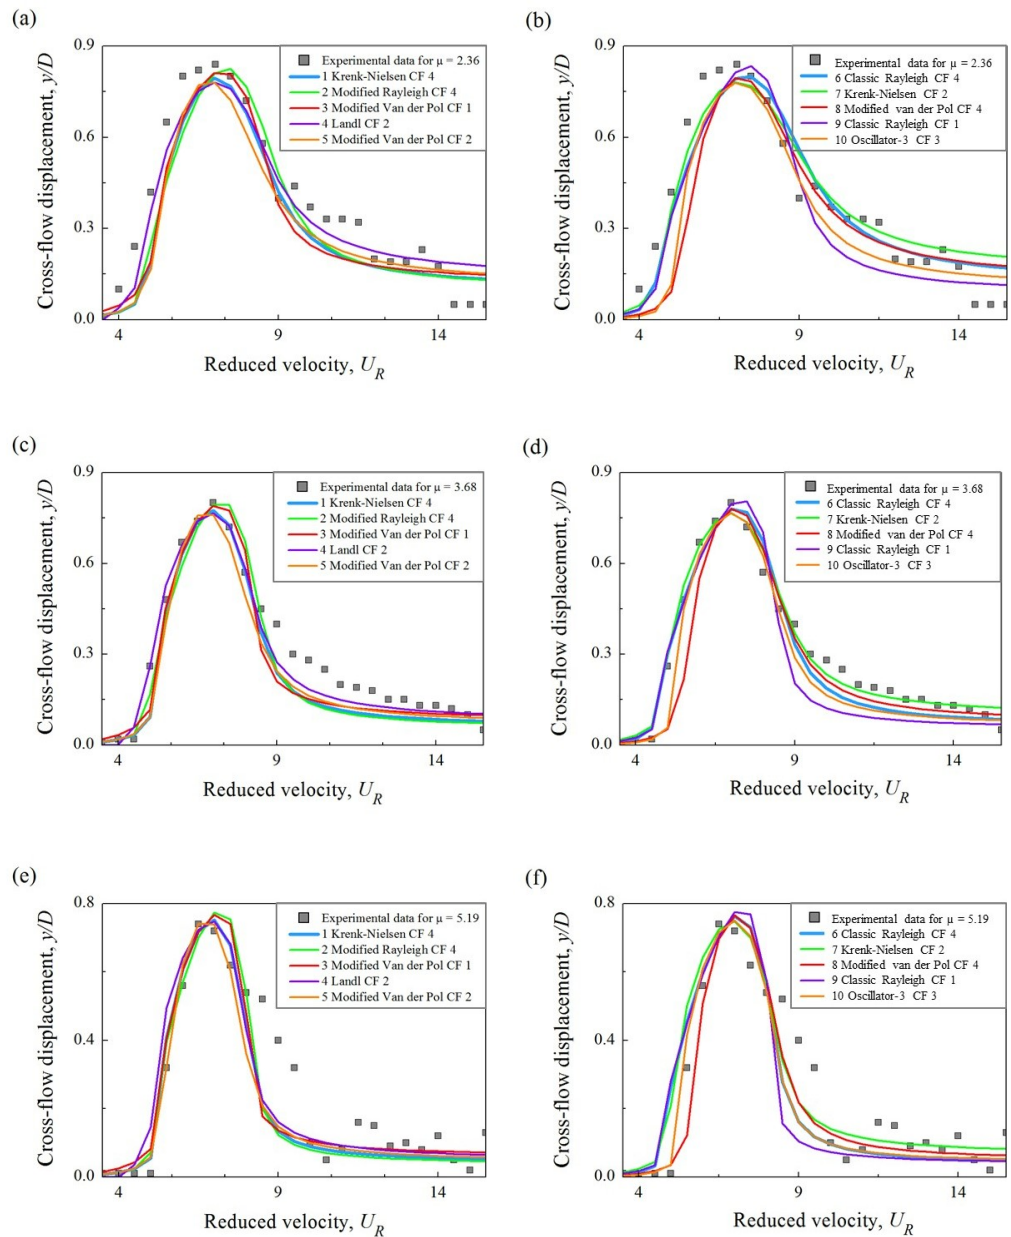 (a)
Cross-flow displacement, y/D
0.9
0.6
0.3
0.0
Experimental data for μ = 2.36
1 Krenk-Nielsen CF 4
2 Modified Rayleigh CF 4
3 Modified Van der Pol CF 1
4 Landl CF 2
5 Modified Van der Pol CF 2
4 9 14
Reduced velocity, U_R
(b)
Cross-flow displacement, y/D
0.9
0.6
0.3
0.0
Experimental data for μ = 2.36
6 Classic Rayleigh CF 4
7 Krenk-Nielsen CF 2
8 Modified van der Pol CF 4
9 Classic Rayleigh CF 1
10 Oscillator-3 CF 3
4 9 14
Reduced velocity, U_R
(c)
Cross-flow displacement, y/D
0.9
0.6
0.3
0.0
Experimental data for μ = 3.68
1 Krenk-Nielsen CF 4
2 Modified Rayleigh CF 4
3 Modified Van der Pol CF 1
4 Landl CF 2
5 Modified Van der Pol CF 2
4 9 14
Reduced velocity, U_R
(d)
Cross-flow displacement, y/D
0.9
0.6
0.3
0.0
Experimental data for μ = 3.68
6 Classic Rayleigh CF 4
7 Krenk-Nielsen CF 2
8 Modified van der Pol CF 4
9 Classic Rayleigh CF 1
10 Oscillator-3 CF 3
4 9 14
Reduced velocity, U_R
(e)
Cross-flow displacement, y/D
0.8
0.4
0.0
Experimental data for μ = 5.19
1 Krenk-Nielsen CF 4
2 Modified Rayleigh CF 4
3 Modified Van der Pol CF 1
4 Landl CF 2
5 Modified Van der Pol CF 2
4 9 14
Reduced velocity, U_R
(f)
Cross-flow displacement, y/D
0.8
0.4
0.0
Experimental data for μ = 5.19
6 Classic Rayleigh CF 4
7 Krenk-Nielsen CF 2
8 Modified van der Pol CF 4
9 Classic Rayleigh CF 1
10 Oscillator-3 CF 3
4 9 14
Reduced velocity, U_R